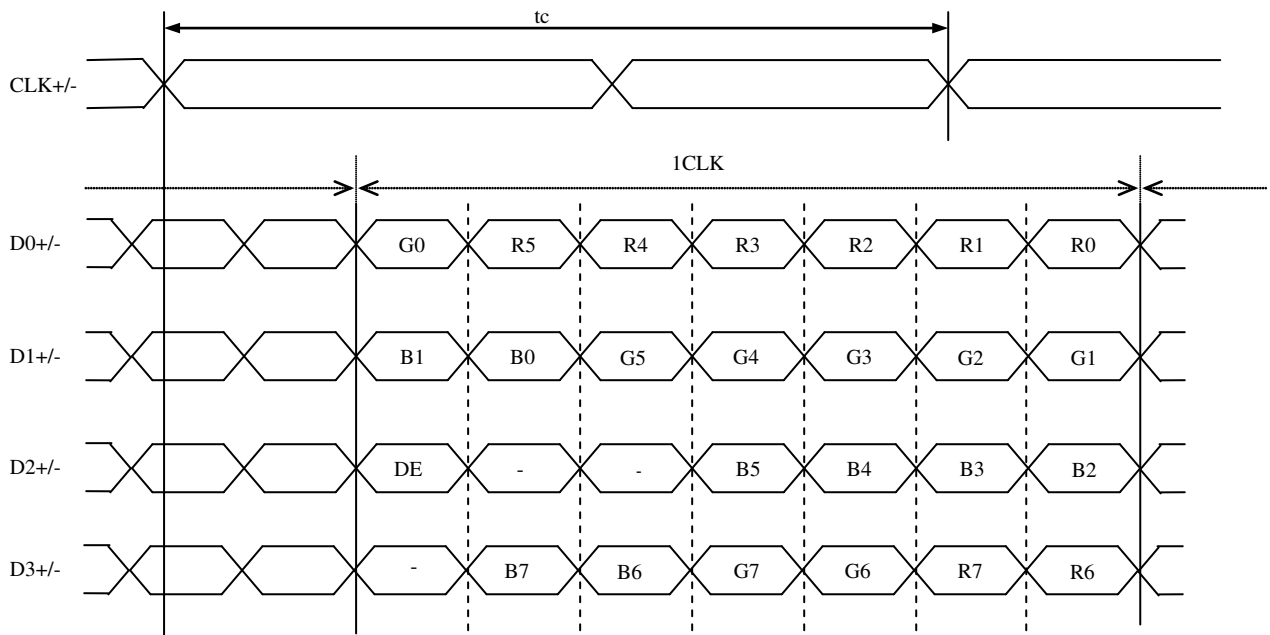 tc
CLK+/-
1CLK
D0+/- G0 R5 R4 R3 R2 R1 R0
D1+/- B1 B0 G5 G4 G3 G2 G1
D2+/- DE - - B5 B4 B3 B2
D3+/- - B7 B6 G7 G6 R7 R6